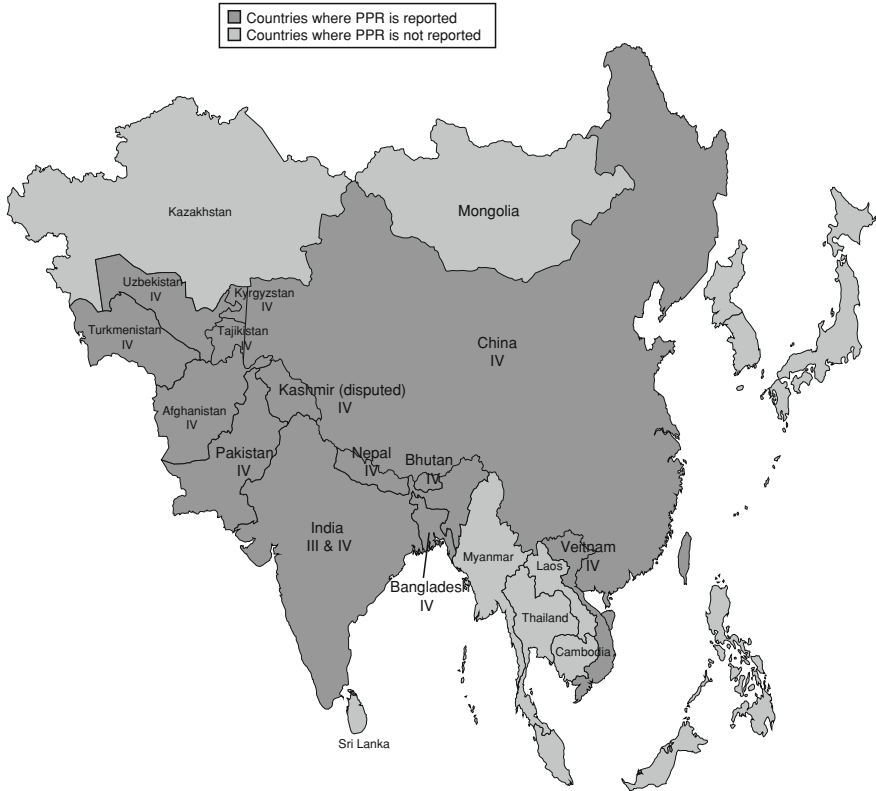 Countries where PPR is reported
Countries where PPR is not reported
Kazakhstan
Mongolia
Uzbekistan
IV
Kyrgyzstan
IV
Turkmenistan
IV
Tajikistan
IV
China
IV
Kashmir (disputed)
IV
Afghanistan
IV
Pakistan
IV
Nepal
IV
Bhutan
IV
India
III & IV
Bangladesh
IV
Myanmar
Laos
Veitnam
IV
Thailand
Cambodia
Sri Lanka